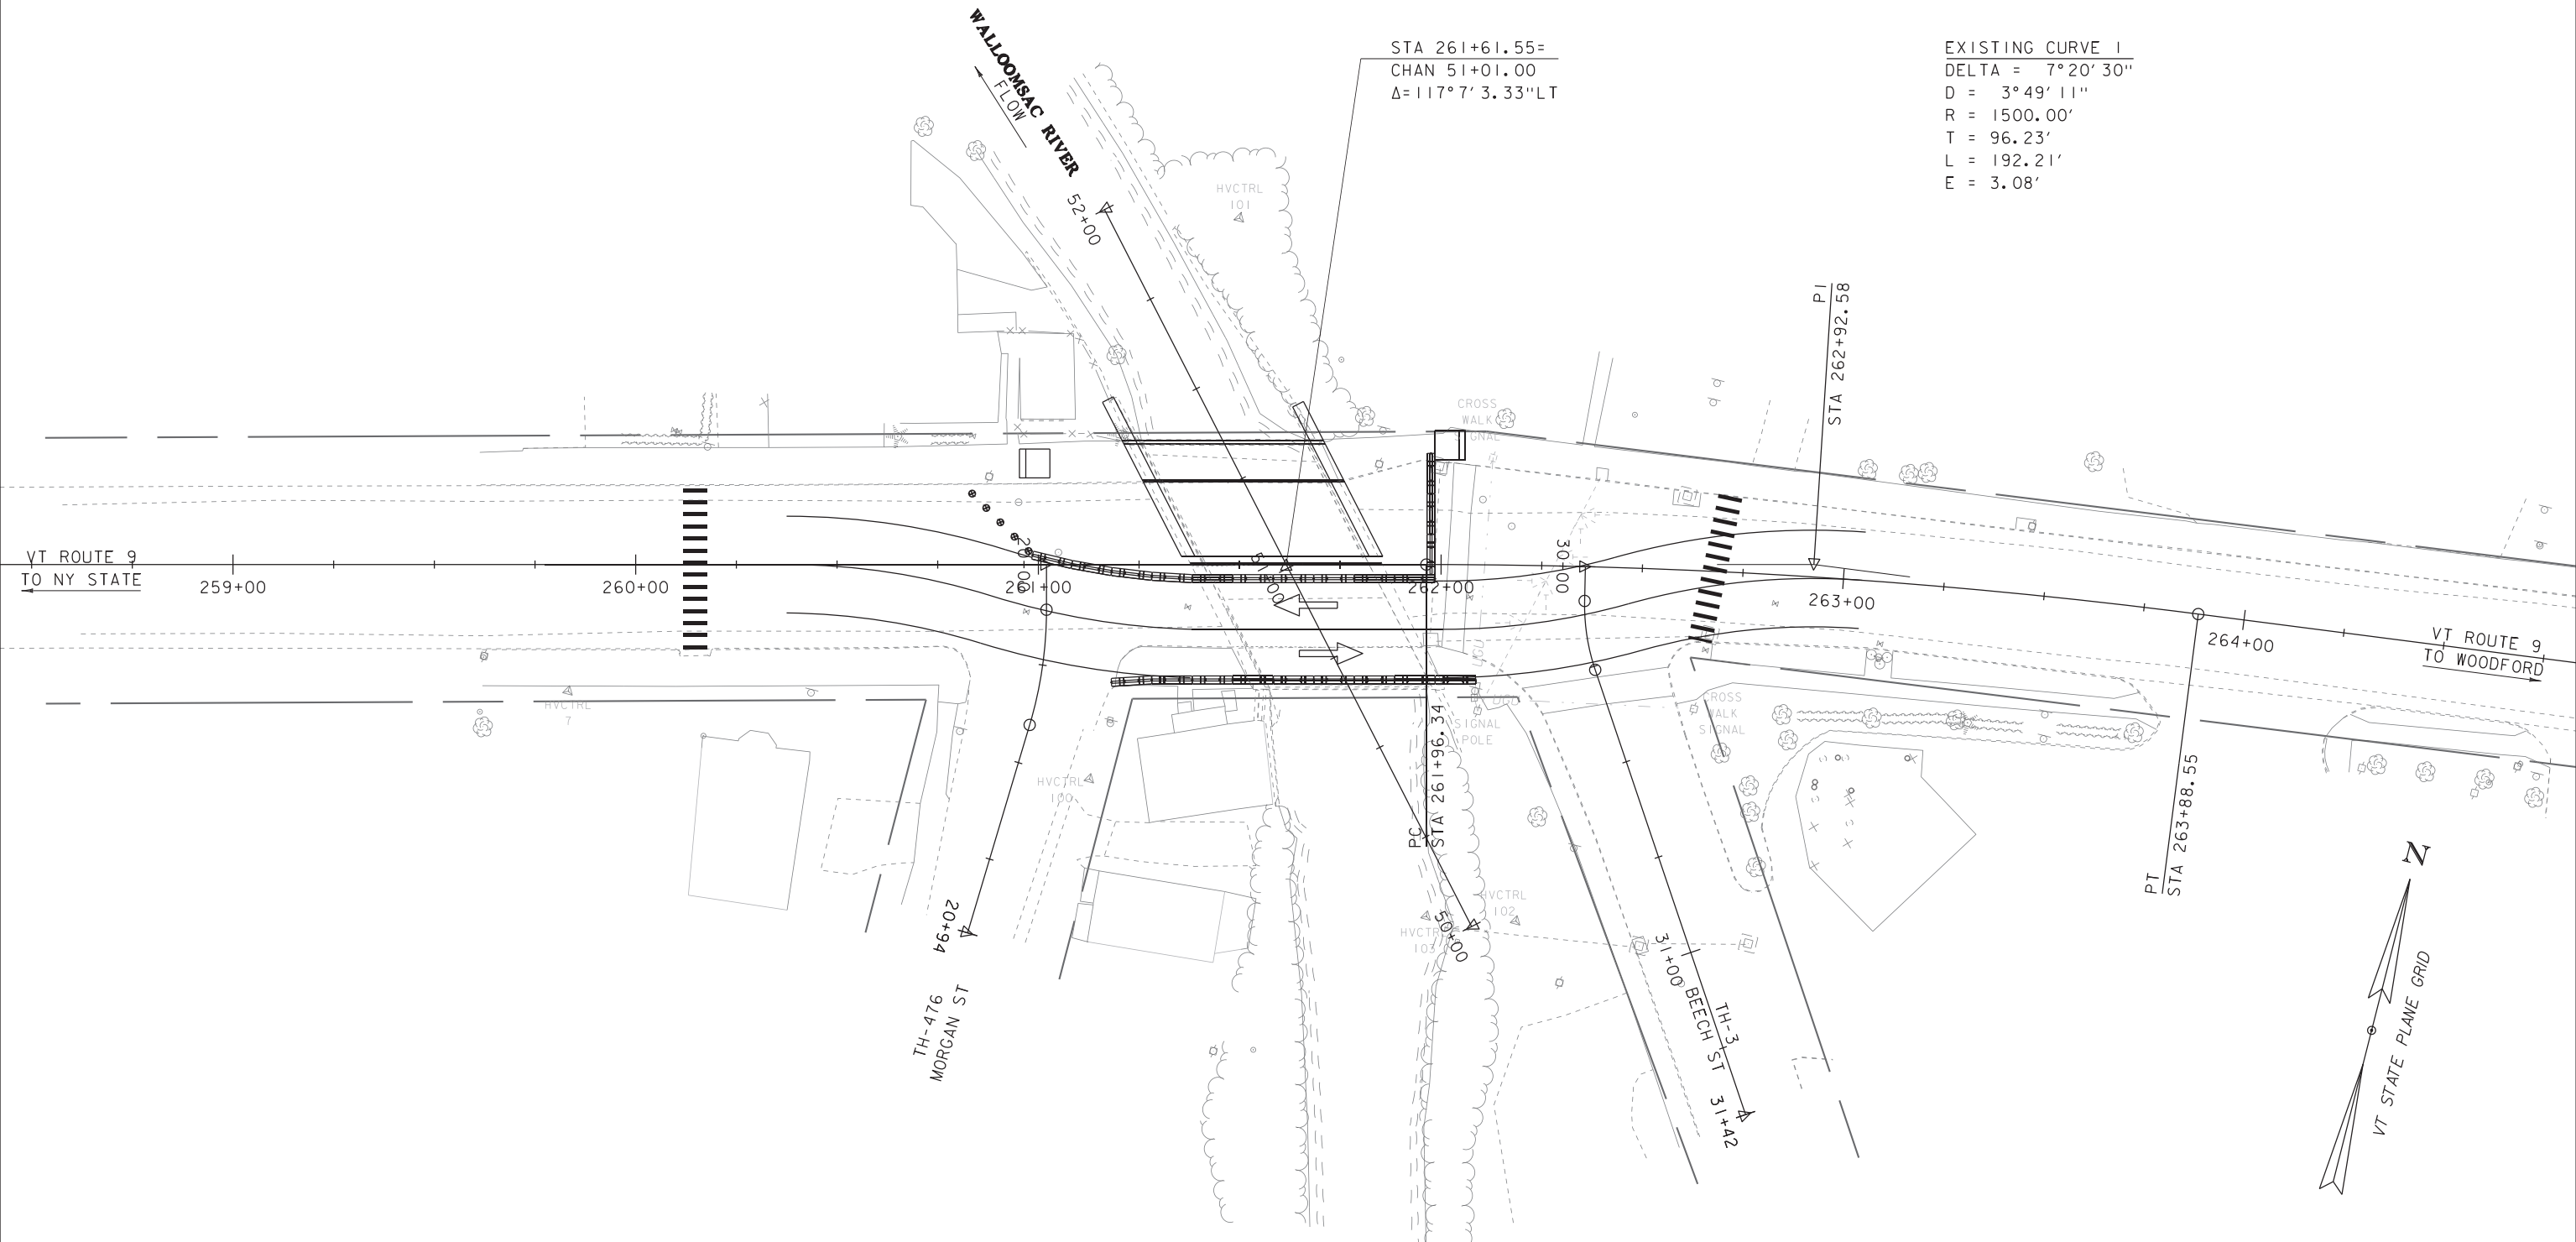 WALLOOMSAC RIVER
FLOW
STA 261+61.55=
CHAN 51+01.00
Δ=117°7'3.33"LT
EXISTING CURVE 1
DELTA = 7°20'30"
D = 3°49'11"
R = 1500.00'
T = 96.23'
L = 192.21'
E = 3.08'
HVCTRL
101
52+00
PI
STA 262+92.58
CROSS
WALK
SIGNAL
VT ROUTE 9
TO NY STATE
259+00
260+00
20+00
261+00
51+00
262+00
30+00
263+00
264+00
VT ROUTE 9
TO WOODFORD
HVCTRL
7
HVCTRL
100
SIGNAL
POLE
CROSS
WALK
SIGNAL
PC
STA 261+96.34
PT
STA 263+88.55
HVCTRL
102
HVCTRL
103
50+00
20+94
TH-476
MORGAN ST
31+00
BEECH ST
TH-3
31+42
N
VT STATE PLANE GRID